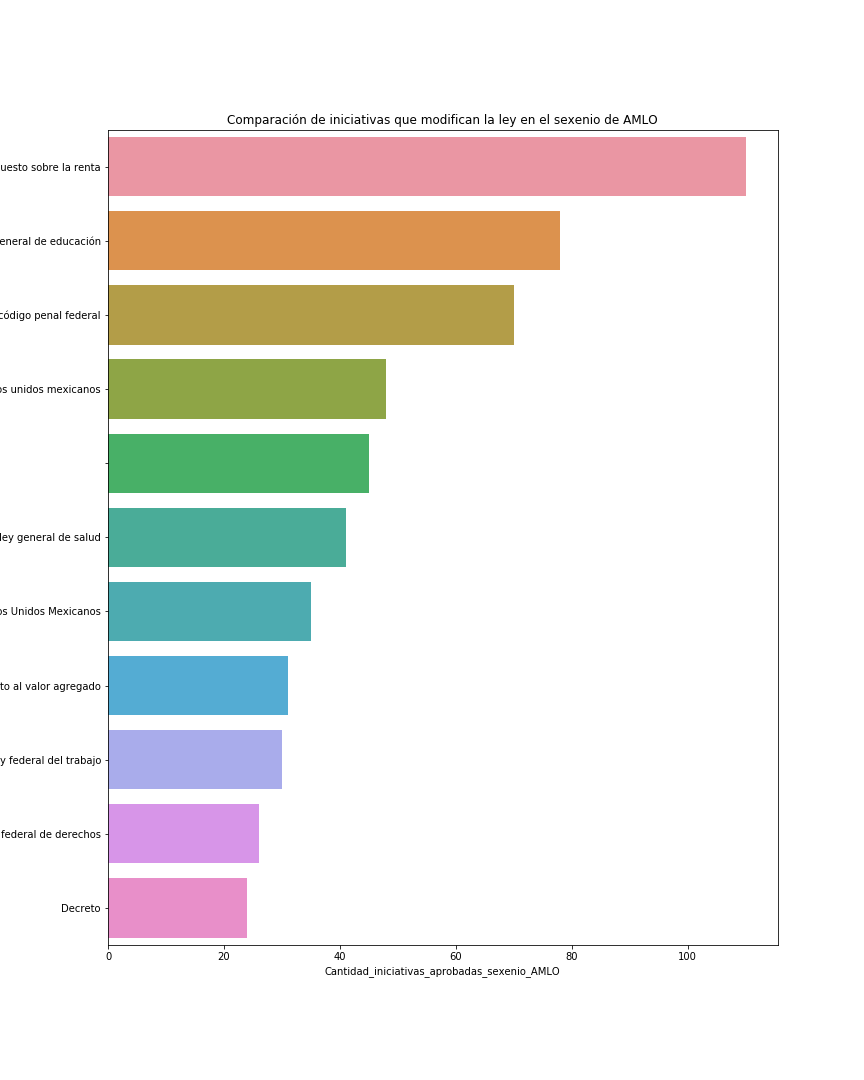 Comparación de iniciativas que modifican la ley en el sexenio de AMLO
uesto sobre la renta
eneral de educación
código penal federal
os unidos mexicanos
ley general de salud
os Unidos Mexicanos
to al valor agregado
y federal del trabajo
federal de derechos
Decreto
0 20 40 60 80 100
Cantidad_iniciativas_aprobadas_sexenio_AMLO